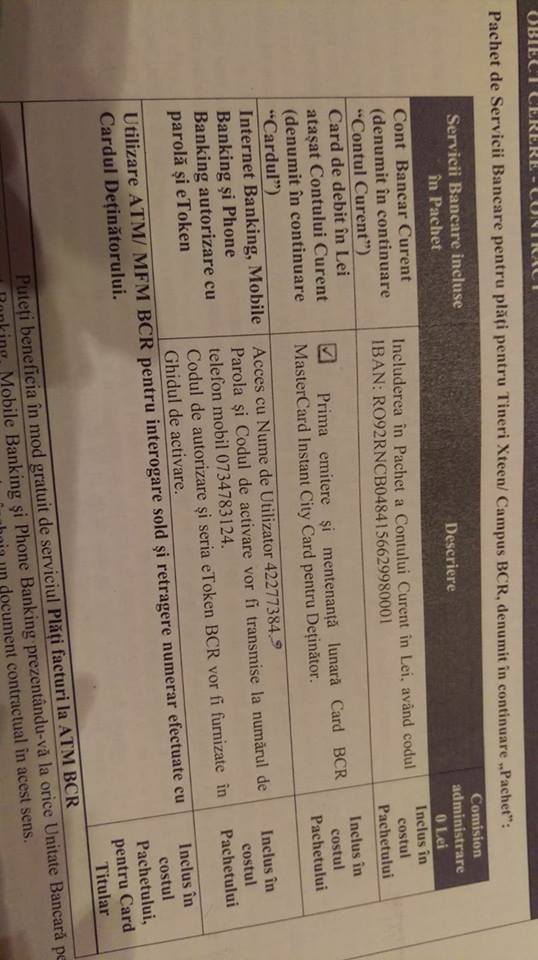 OBIECT CERERE - CONTRACT
Pachet de Servicii Bancare pentru plăți pentru Tineri Xteen/ Campus BCR, denumit în continuare „Pachet”:
Servicii Bancare incluse
în Pachet
Descriere
Comision
administrare
0 Lei
Cont Bancar Curent
(denumit în continuare
“Contul Curent”)
Includerea în Pachet a Contului Curent în Lei, având codul
IBAN: RO92RNCB0484156629980001
Inclus în
costul
Pachetului
Card de debit în Lei
atașat Contului Curent
(denumit în continuare
“Cardul”)
☑ Prima emitere și mentenanță lunară Card BCR
MasterCard Instant City Card pentru Deținător.
Inclus în
costul
Pachetului
Internet Banking, Mobile
Banking și Phone
Banking autorizare cu
parolă și eToken
Acces cu Nume de Utilizator 42277384.
Parola și Codul de activare vor fi transmise la numărul de
telefon mobil 0734783124.
Codul de autorizare și seria eToken BCR vor fi furnizate în
Ghidul de activare.
Inclus în
costul
Pachetului
Utilizare ATM/ MFM BCR pentru interogare sold și retragere numerar efectuate cu
Cardul Deținătorului.
Inclus în
costul
Pachetului,
pentru Card
Titular
Puteți beneficia în mod gratuit de serviciul Plăți facturi la ATM BCR
Banking, Mobile Banking și Phone Banking prezentându-vă la orice Unitate Bancară
un document contractual în acest sens.